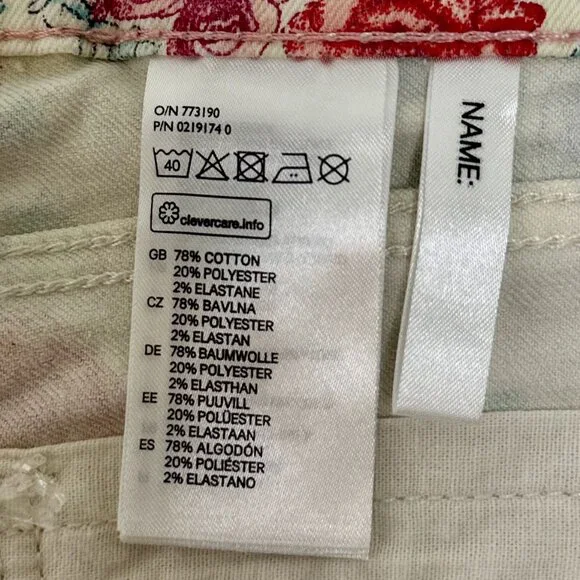 O/N 773190
P/N 0219174 0
40
clevercare.info
GB 78% COTTON
20% POLYESTER
2% ELASTANE
CZ 78% BAVLNA
20% POLYESTER
2% ELASTAN
DE 78% BAUMWOLLE
20% POLYESTER
2% ELASTHAN
EE 78% PUUVILL
20% POLÜESTER
2% ELASTAAN
ES 78% ALGODÓN
20% POLIÉSTER
2% ELASTANO
NAME: